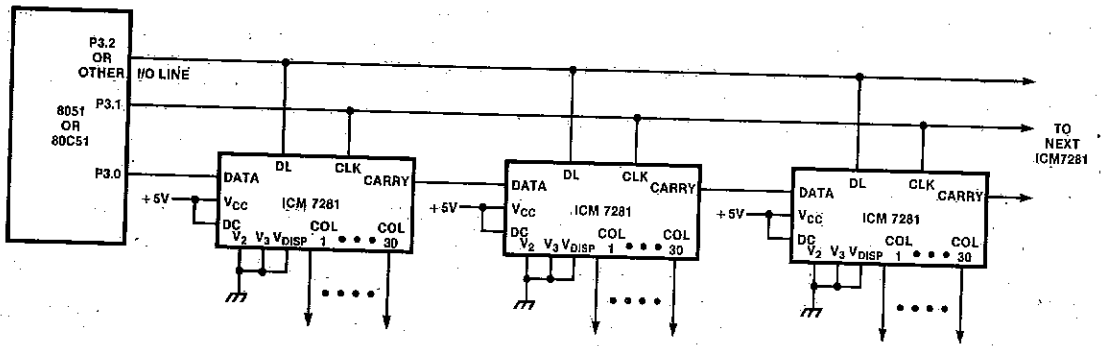 P3.2
OR
OTHER I/O LINE
P3.1
8051
OR
80C51
P3.0
TO
NEXT
ICM7281
DL CLK
DATA CARRY
+5V
VCC ICM 7281
DC
V2 V3 VDISP COL 1 •••• COL 30
••••
DL CLK
DATA CARRY
+5V
VCC ICM 7281
DC
V2 V3 VDISP COL 1 •••• COL 30
••••
DL CLK
DATA CARRY
+5V
VCC ICM 7281
DC
V2 V3 VDISP COL 1 •••• COL 30
••••